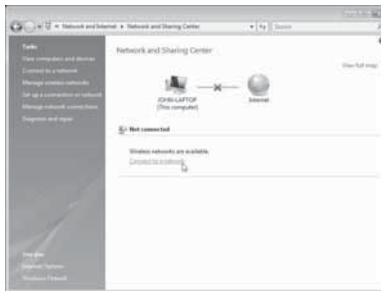 Network and Internet ▸ Network and Sharing Center
Search
Tasks
View computers and devices
Connect to a network
Manage wireless networks
Set up a connection or network
Manage network connections
Diagnose and repair
See also
Internet Options
Windows Firewall
Network and Sharing Center
View full map
JOHN-LAPTOP
(This computer)
Internet
Not connected
Wireless networks are available.
Connect to a network